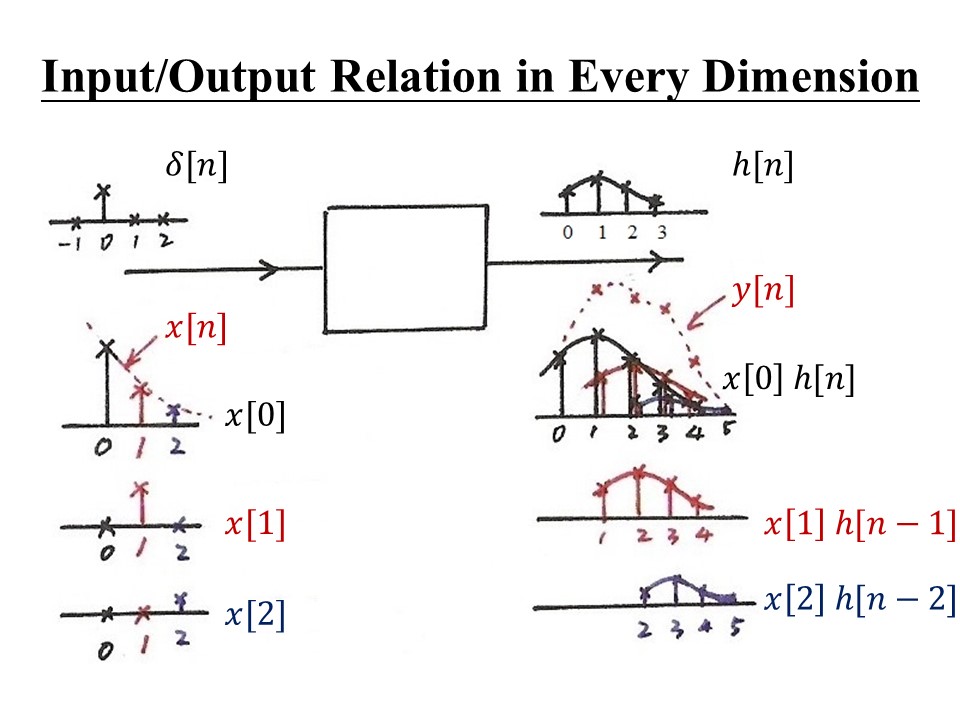 Input/Output Relation in Every Dimension
δ[n]
h[n]
-1 0 1 2
0 1 2 3
y[n]
x[n]
x[0] h[n]
x[0]
0 1 2
0 1 2 3 4 5
x[1]
x[1] h[n − 1]
0 1 2
1 2 3 4
x[2]
x[2] h[n − 2]
0 1 2
2 3 4 5